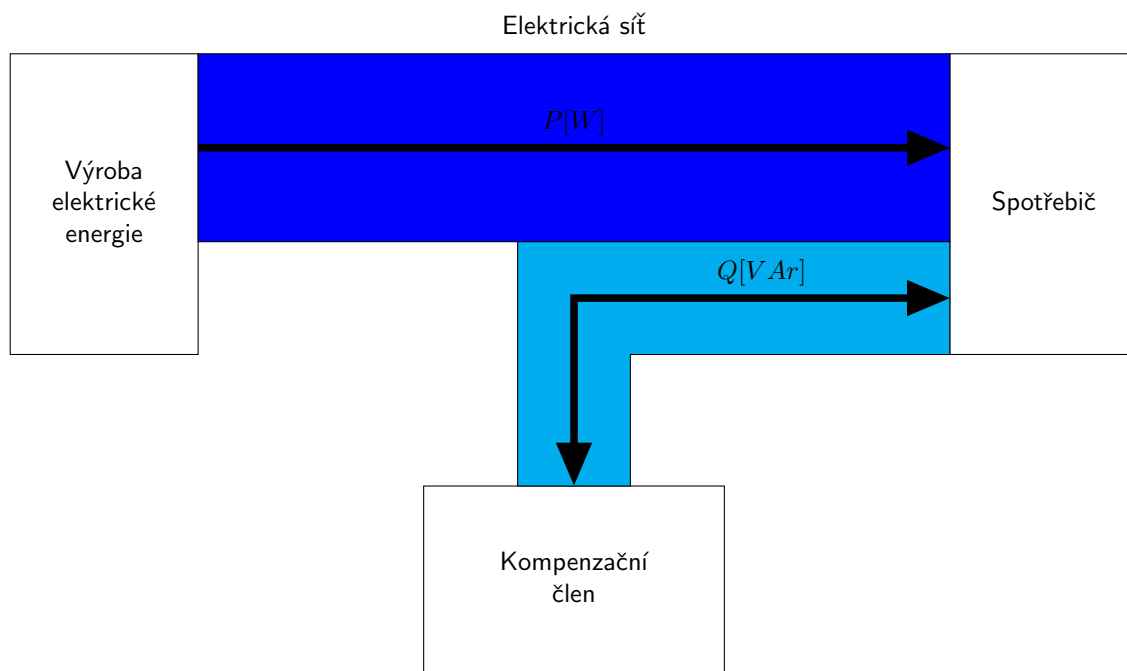 Elektrická síť
P[W]
Výroba
elektrické
energie
Spotřebič
Q[VAr]
Kompenzační
člen